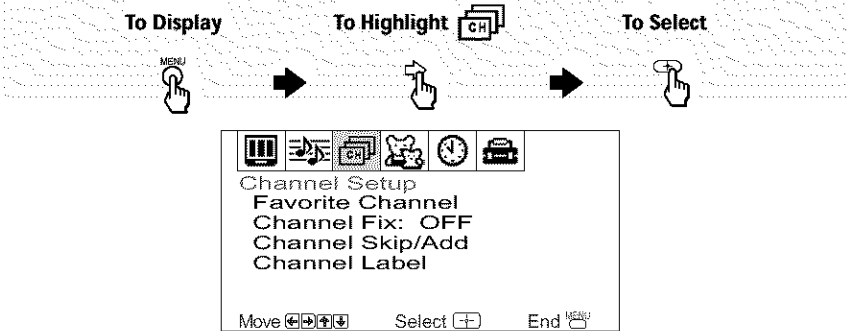 To Display To Highlight CH To Select
MENU
CH
Channel Setup
Favorite Channel
Channel Fix: OFF
Channel Skip/Add
Channel Label
Move Select End MENU